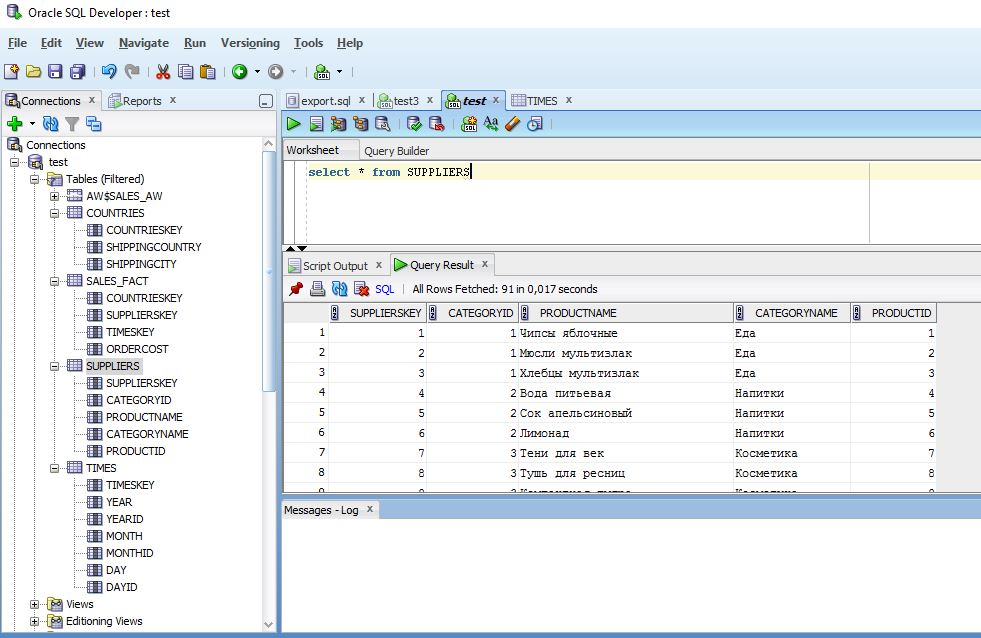 Oracle SQL Developer : test
File Edit View Navigate Run Versioning Tools Help
Connections x Reports x
Connections
test
Tables (Filtered)
AW$SALES_AW
COUNTRIES
COUNTRIESKEY
SHIPPINGCOUNTRY
SHIPPINGCITY
SALES_FACT
COUNTRIESKEY
SUPPLIERSKEY
TIMESKEY
ORDERCOST
SUPPLIERS
SUPPLIERSKEY
CATEGORYID
PRODUCTNAME
CATEGORYNAME
PRODUCTID
TIMES
TIMESKEY
YEAR
YEARID
MONTH
MONTHID
DAY
DAYID
Views
Editioning Views
export.sql x test3 x test x TIMES x
Worksheet Query Builder
select * from SUPPLIERS
Script Output x Query Result x
SQL All Rows Fetched: 91 in 0,017 seconds
SUPPLIERSKEY CATEGORYID PRODUCTNAME CATEGORYNAME PRODUCTID
1 1 1 Чипсы яблочные Еда 1
2 2 1 Мюсли мультизлак Еда 2
3 3 1 Хлебцы мультизлак Еда 3
4 4 2 Вода питьевая Напитки 4
5 5 2 Сок апельсиновый Напитки 5
6 6 2 Лимонад Напитки 6
7 7 3 Тени для век Косметика 7
8 8 3 Тушь для ресниц Косметика 8
Messages - Log x